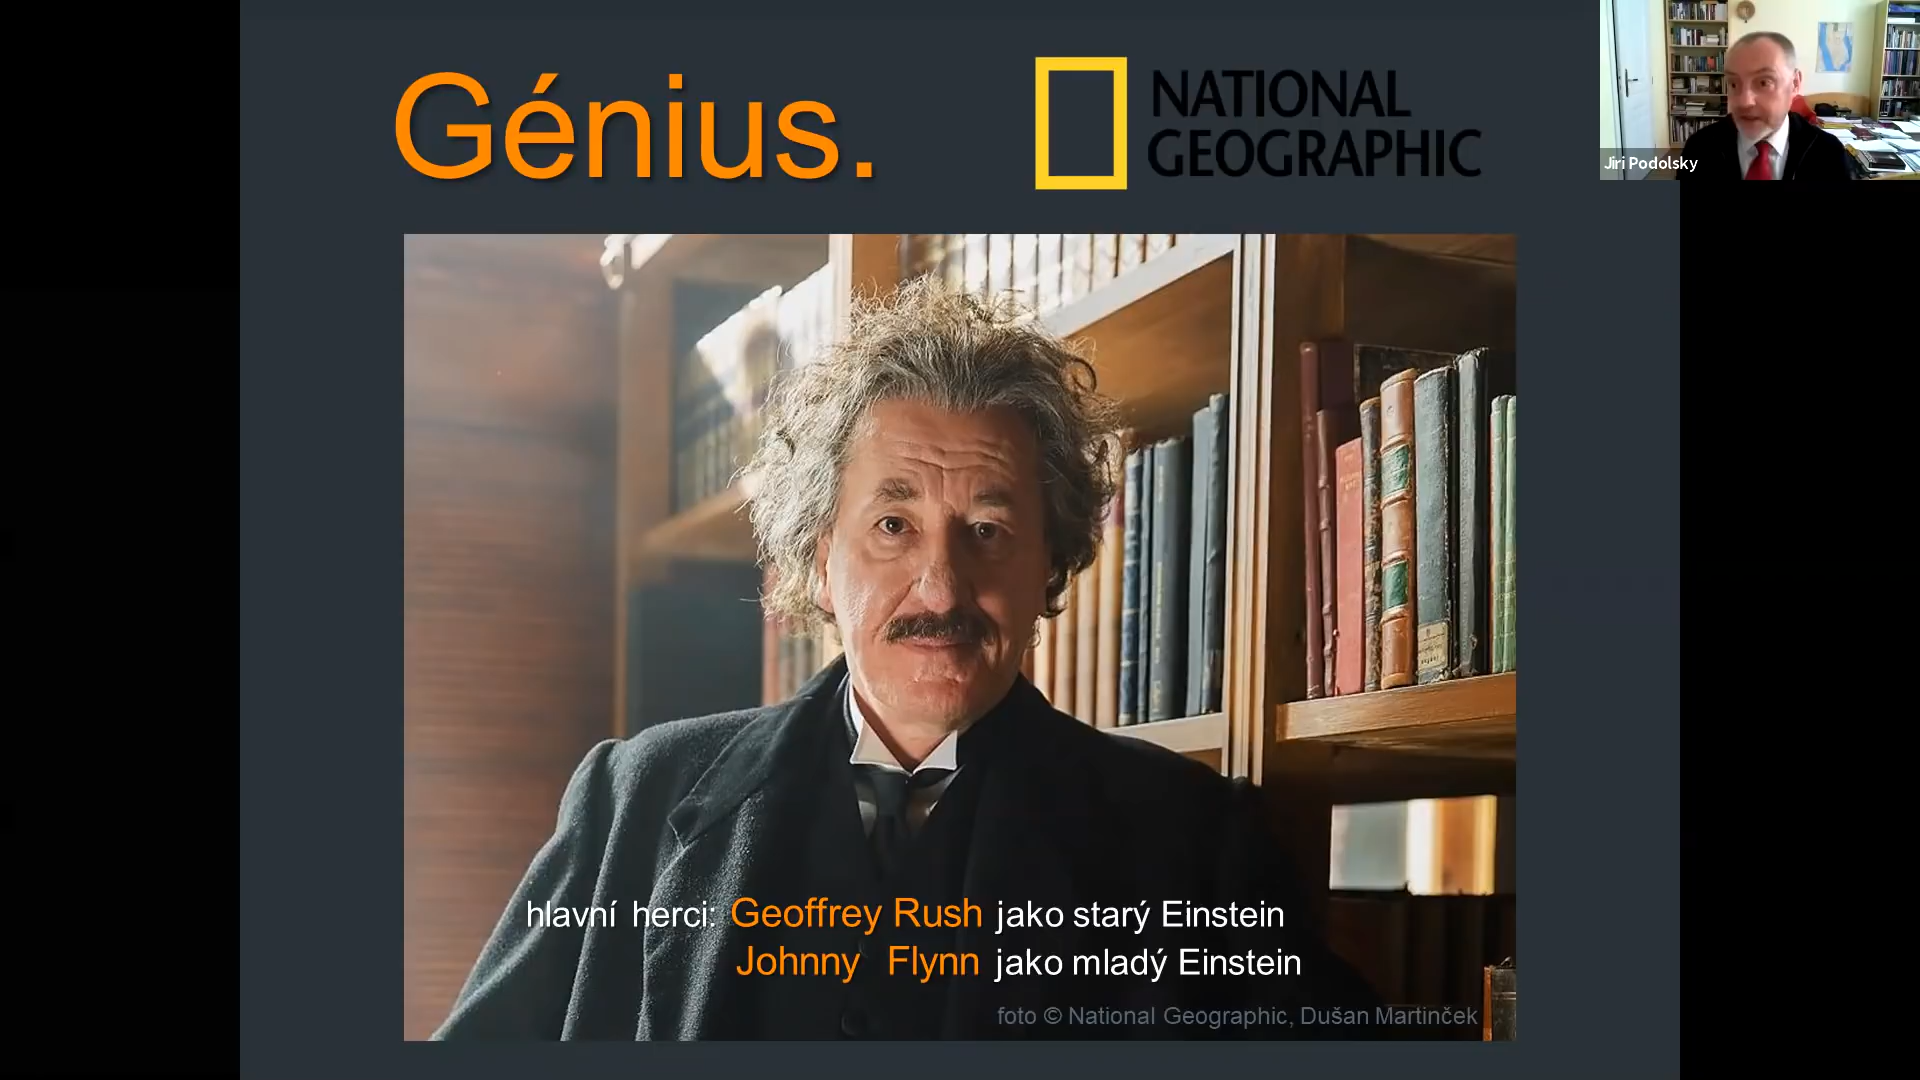 Génius.
NATIONAL
GEOGRAPHIC
Jiri Podolsky
hlavní herci: Geoffrey Rush jako starý Einstein
Johnny Flynn jako mladý Einstein
foto © National Geographic, Dušan Martinček